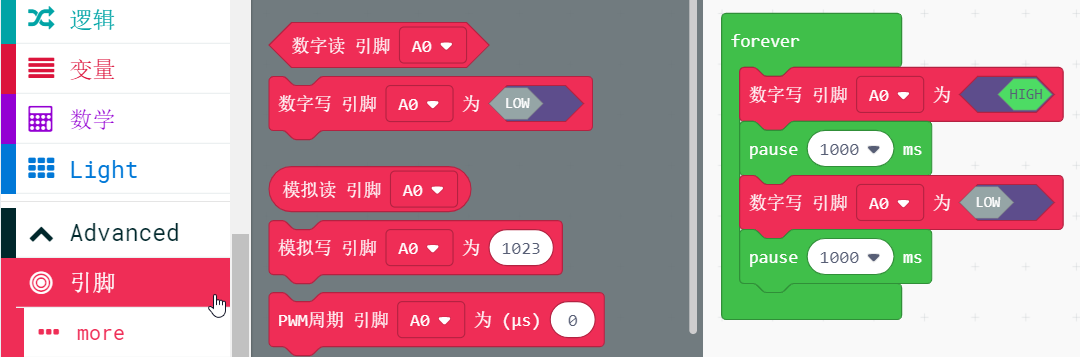 逻辑
变量
数学
Light
Advanced
引脚
more
数字读 引脚 A0
数字写 引脚 A0 为 LOW
模拟读 引脚 A0
模拟写 引脚 A0 为 1023
PWM周期 引脚 A0 为 (µs) 0
forever
数字写 引脚 A0 为 HIGH
pause 1000 ms
数字写 引脚 A0 为 LOW
pause 1000 ms